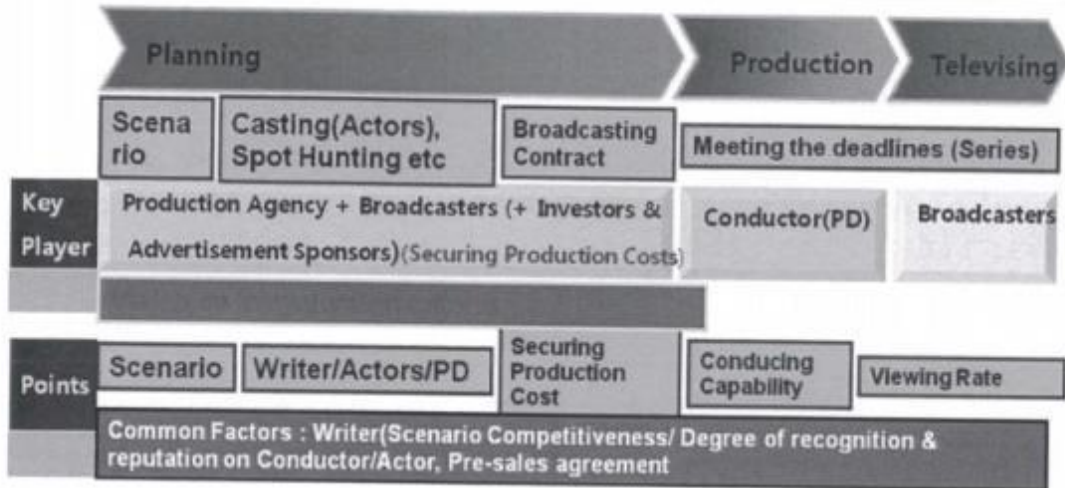 Planning
Production
Televising
Scena
rio
Casting(Actors),
Spot Hunting etc
Broadcasting
Contract
Meeting the deadlines (Series)
Key
Player
Production Agency + Broadcasters (+ Investors &
Advertisement Sponsors)(Securing Production Costs)
Conductor(PD)
Broadcasters
Points
Scenario
Writer/Actors/PD
Securing
Production
Cost
Conducing
Capability
Viewing Rate
Common Factors : Writer(Scenario Competitiveness/ Degree of recognition &
reputation on Conductor/Actor, Pre-sales agreement